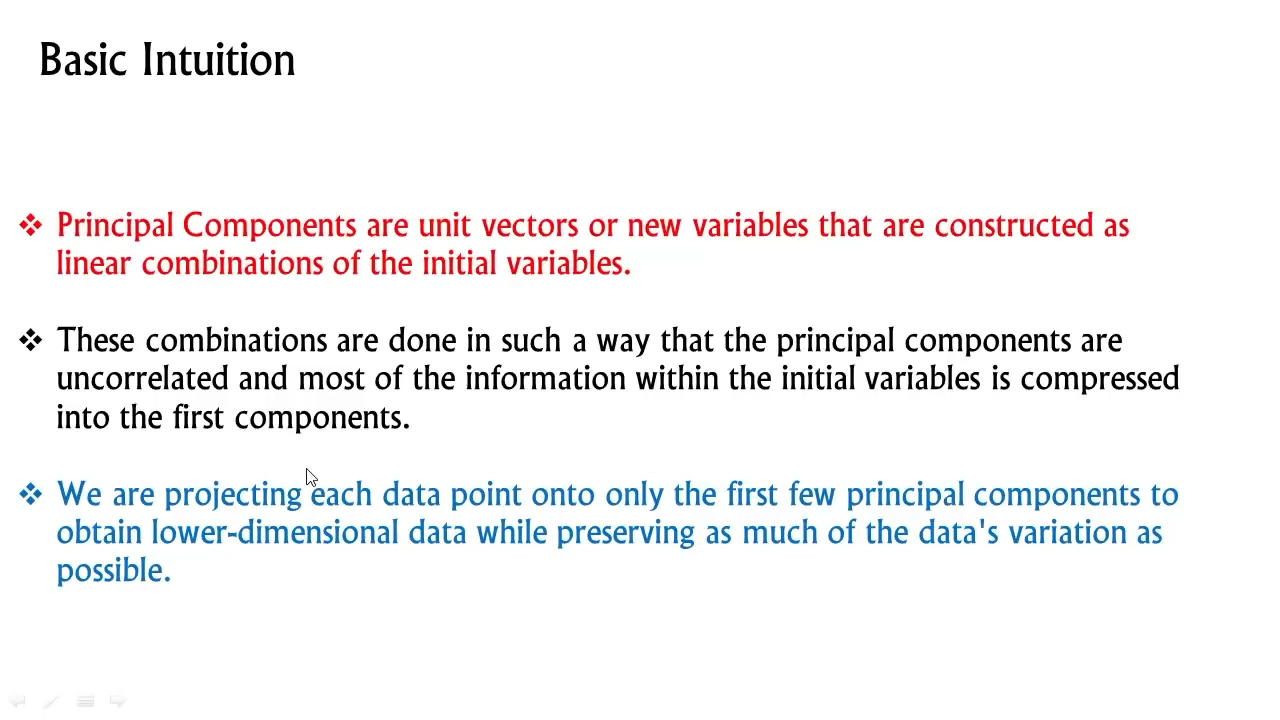 Basic Intuition
❖ Principal Components are unit vectors or new variables that are constructed as
linear combinations of the initial variables.
❖ These combinations are done in such a way that the principal components are
uncorrelated and most of the information within the initial variables is compressed
into the first components.
❖ We are projecting each data point onto only the first few principal components to
obtain lower-dimensional data while preserving as much of the data's variation as
possible.